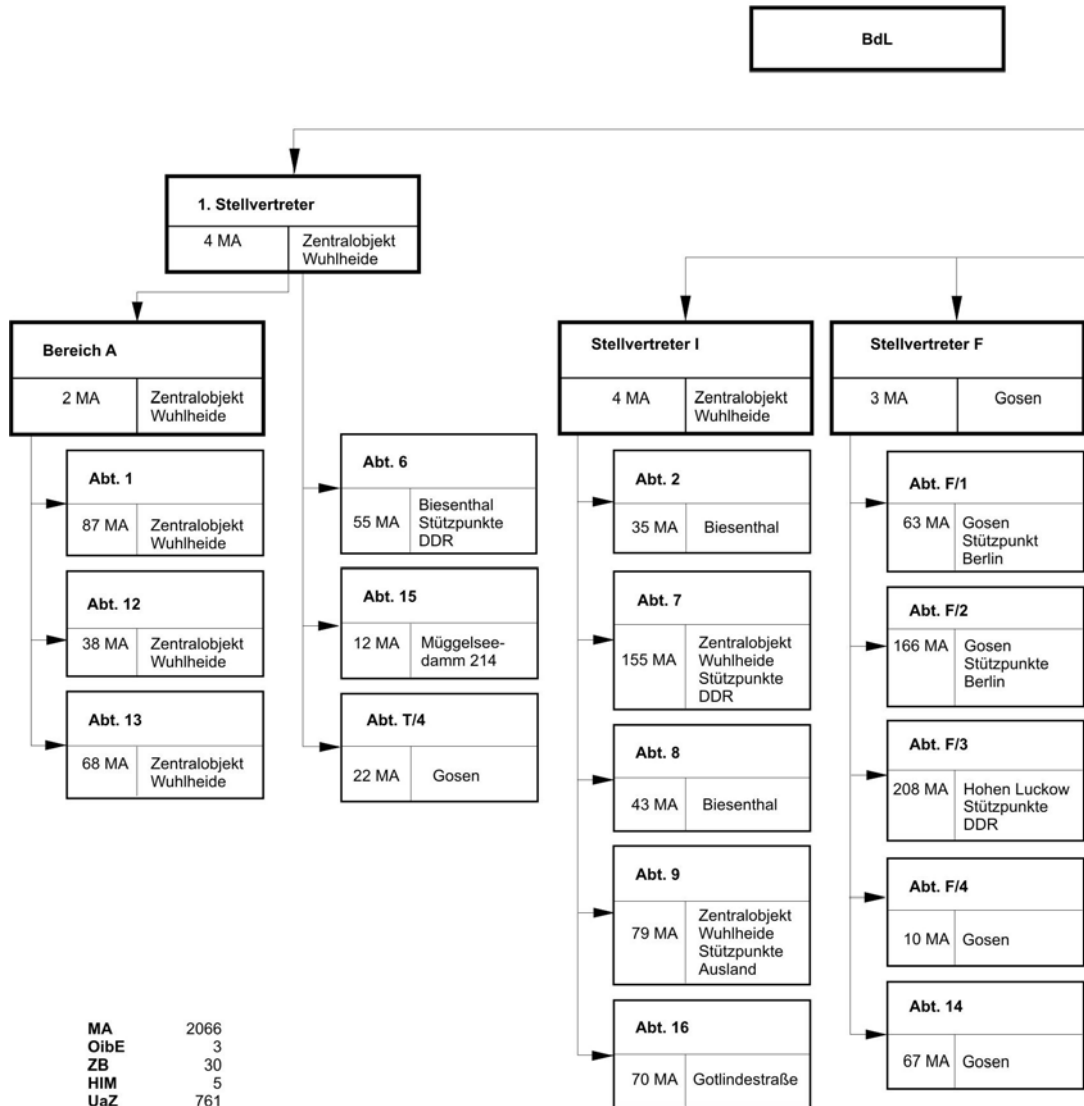 BdL
1. Stellvertreter
4 MA
Zentralobjekt
Wuhlheide
Bereich A
2 MA
Zentralobjekt
Wuhlheide
Abt. 1
87 MA
Zentralobjekt
Wuhlheide
Abt. 12
38 MA
Zentralobjekt
Wuhlheide
Abt. 13
68 MA
Zentralobjekt
Wuhlheide
Abt. 6
55 MA
Biesenthal
Stützpunkte
DDR
Abt. 15
12 MA
Müggelsee-
damm 214
Abt. T/4
22 MA
Gosen
Stellvertreter I
4 MA
Zentralobjekt
Wuhlheide
Abt. 2
35 MA
Biesenthal
Abt. 7
155 MA
Zentralobjekt
Wuhlheide
Stützpunkte
DDR
Abt. 8
43 MA
Biesenthal
Abt. 9
79 MA
Zentralobjekt
Wuhlheide
Stützpunkte
Ausland
Abt. 16
70 MA
Gotlindestraße
Stellvertreter F
3 MA
Gosen
Abt. F/1
63 MA
Gosen
Stützpunkt
Berlin
Abt. F/2
166 MA
Gosen
Stützpunkte
Berlin
Abt. F/3
208 MA
Hohen Luckow
Stützpunkte
DDR
Abt. F/4
10 MA
Gosen
Abt. 14
67 MA
Gosen
MA 2066
OibE 3
ZB 30
HIM 5
UaZ 761